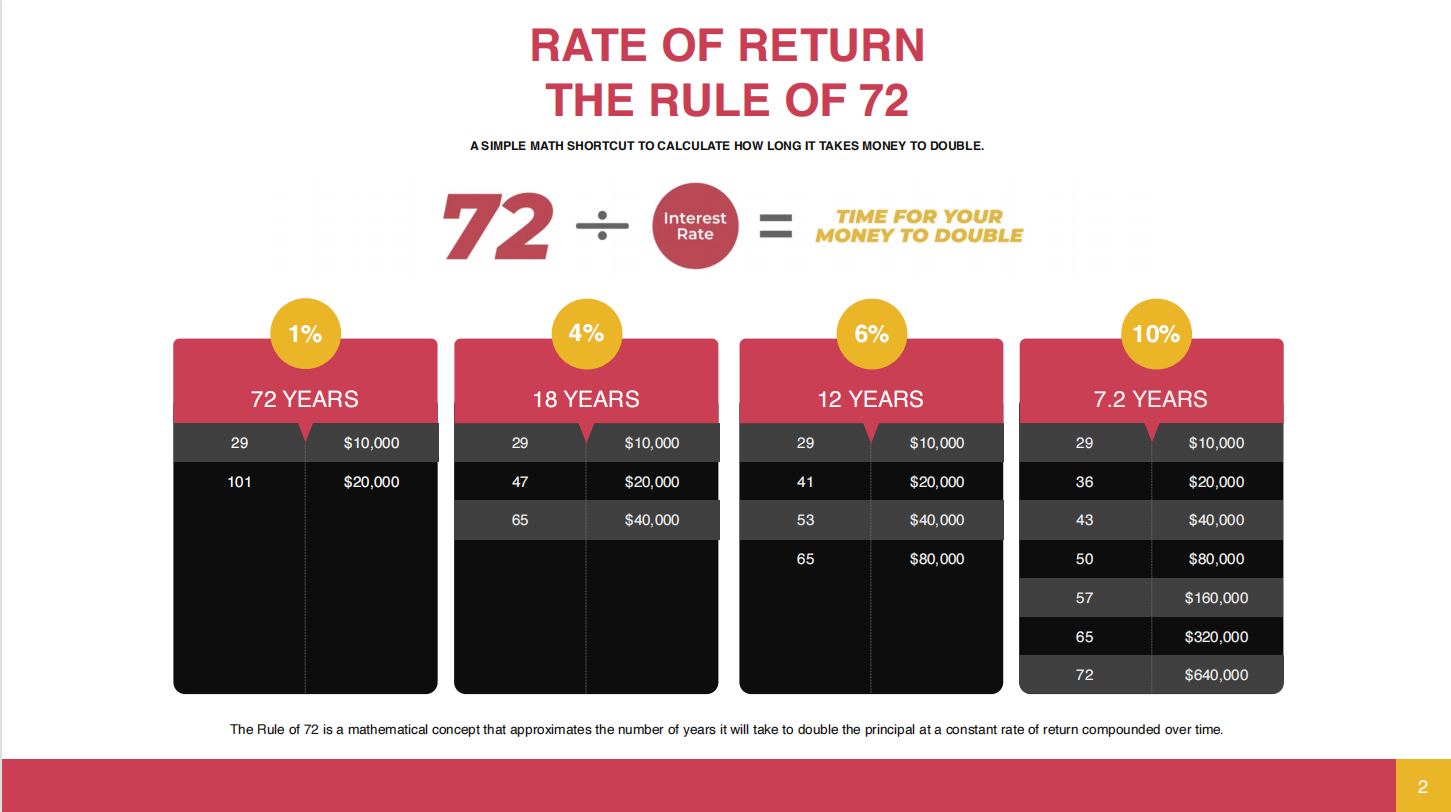 RATE OF RETURN
THE RULE OF 72
A SIMPLE MATH SHORTCUT TO CALCULATE HOW LONG IT TAKES MONEY TO DOUBLE.
72 ÷ Interest Rate = TIME FOR YOUR MONEY TO DOUBLE
1%
72 YEARS
29 $10,000
101 $20,000
4%
18 YEARS
29 $10,000
47 $20,000
65 $40,000
6%
12 YEARS
29 $10,000
41 $20,000
53 $40,000
65 $80,000
10%
7.2 YEARS
29 $10,000
36 $20,000
43 $40,000
50 $80,000
57 $160,000
65 $320,000
72 $640,000
The Rule of 72 is a mathematical concept that approximates the number of years it will take to double the principal at a constant rate of return compounded over time.
2